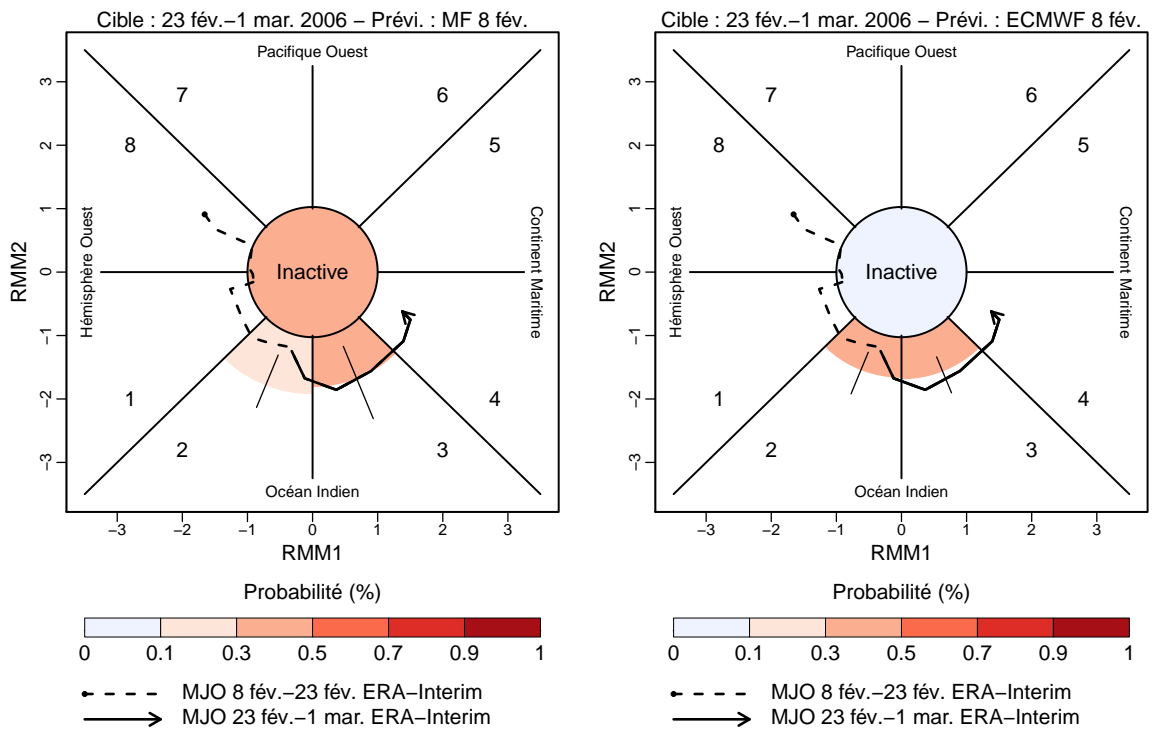 Cible : 23 fév.−1 mar. 2006 − Prévi. : MF 8 fév.
Pacifique Ouest
7
6
8
5
Hémisphère Ouest
Continent Maritime
Inactive
1
4
2
3
Océan Indien
RMM2
3
2
1
0
−1
−2
−3
−3
−2
−1
0
1
2
3
RMM1
Probabilité (%)
0
0.1
0.3
0.5
0.7
0.9
1
MJO 8 fév.−23 fév. ERA−Interim
MJO 23 fév.−1 mar. ERA−Interim
Cible : 23 fév.−1 mar. 2006 − Prévi. : ECMWF 8 fév.
Pacifique Ouest
7
6
8
5
Hémisphère Ouest
Continent Maritime
Inactive
1
4
2
3
Océan Indien
RMM2
3
2
1
0
−1
−2
−3
−3
−2
−1
0
1
2
3
RMM1
Probabilité (%)
0
0.1
0.3
0.5
0.7
0.9
1
MJO 8 fév.−23 fév. ERA−Interim
MJO 23 fév.−1 mar. ERA−Interim